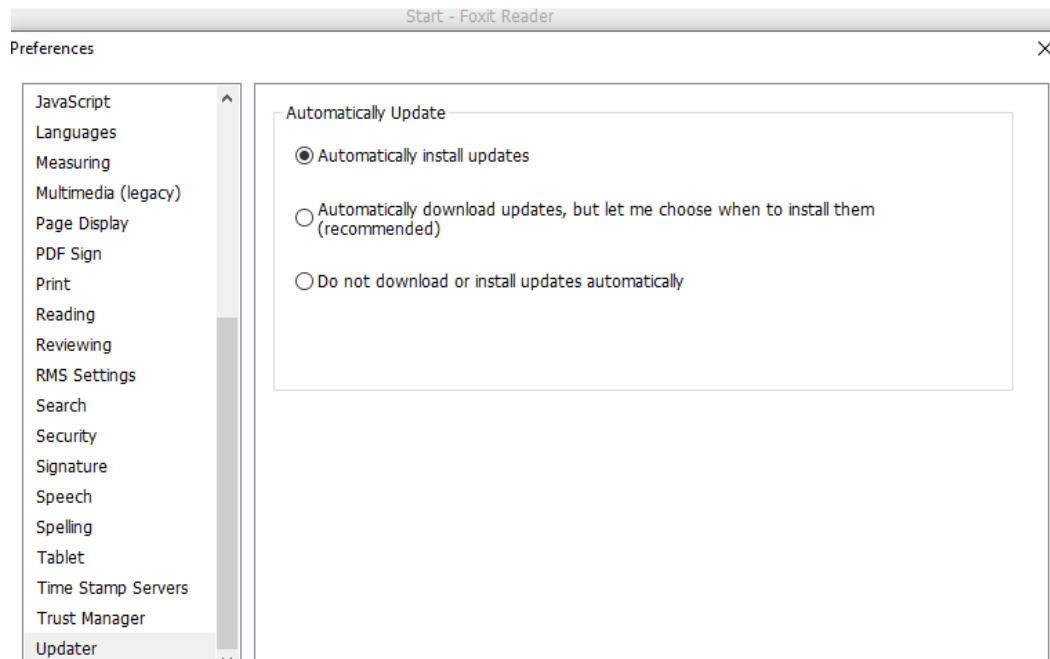 Start - Foxit Reader
Preferences
JavaScript
Languages
Measuring
Multimedia (legacy)
Page Display
PDF Sign
Print
Reading
Reviewing
RMS Settings
Search
Security
Signature
Speech
Spelling
Tablet
Time Stamp Servers
Trust Manager
Updater
Automatically Update
Automatically install updates
Automatically download updates, but let me choose when to install them
(recommended)
Do not download or install updates automatically